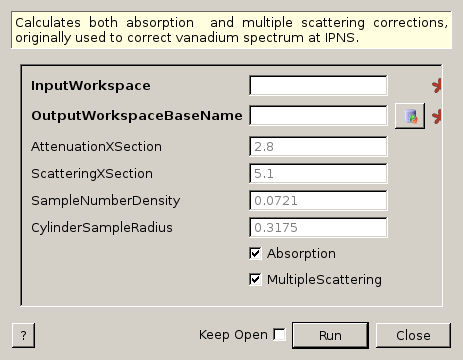 Calculates both absorption and multiple scattering corrections,
originally used to correct vanadium spectrum at IPNS.
InputWorkspace
OutputWorkspaceBaseName
AttenuationXSection 2.8
ScatteringXSection 5.1
SampleNumberDensity 0.0721
CylinderSampleRadius 0.3175
Absorption
MultipleScattering
? Keep Open Run Close